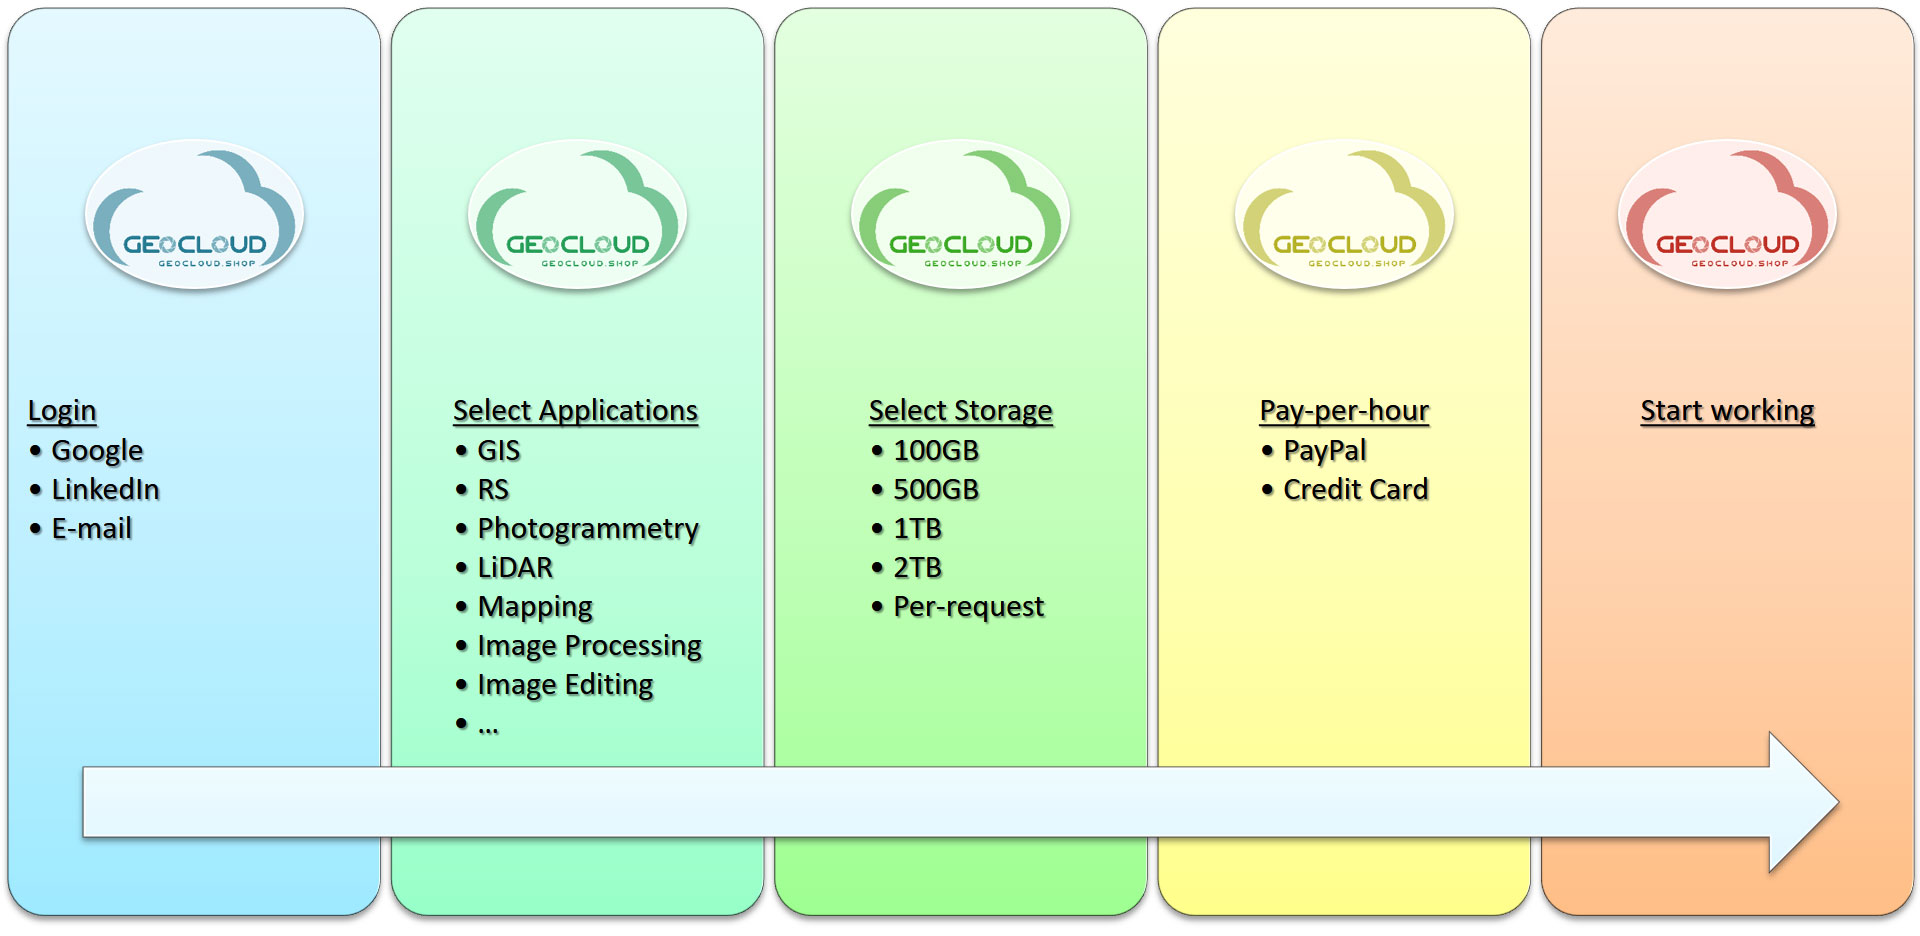 GEOCLOUD
GEOCLOUD.SHOP
Login
• Google
• LinkedIn
• E-mail
GEOCLOUD
GEOCLOUD.SHOP
Select Applications
• GIS
• RS
• Photogrammetry
• LiDAR
• Mapping
• Image Processing
• Image Editing
• ...
GEOCLOUD
GEOCLOUD.SHOP
Select Storage
• 100GB
• 500GB
• 1TB
• 2TB
• Per-request
GEOCLOUD
GEOCLOUD.SHOP
Pay-per-hour
• PayPal
• Credit Card
GEOCLOUD
GEOCLOUD.SHOP
Start working